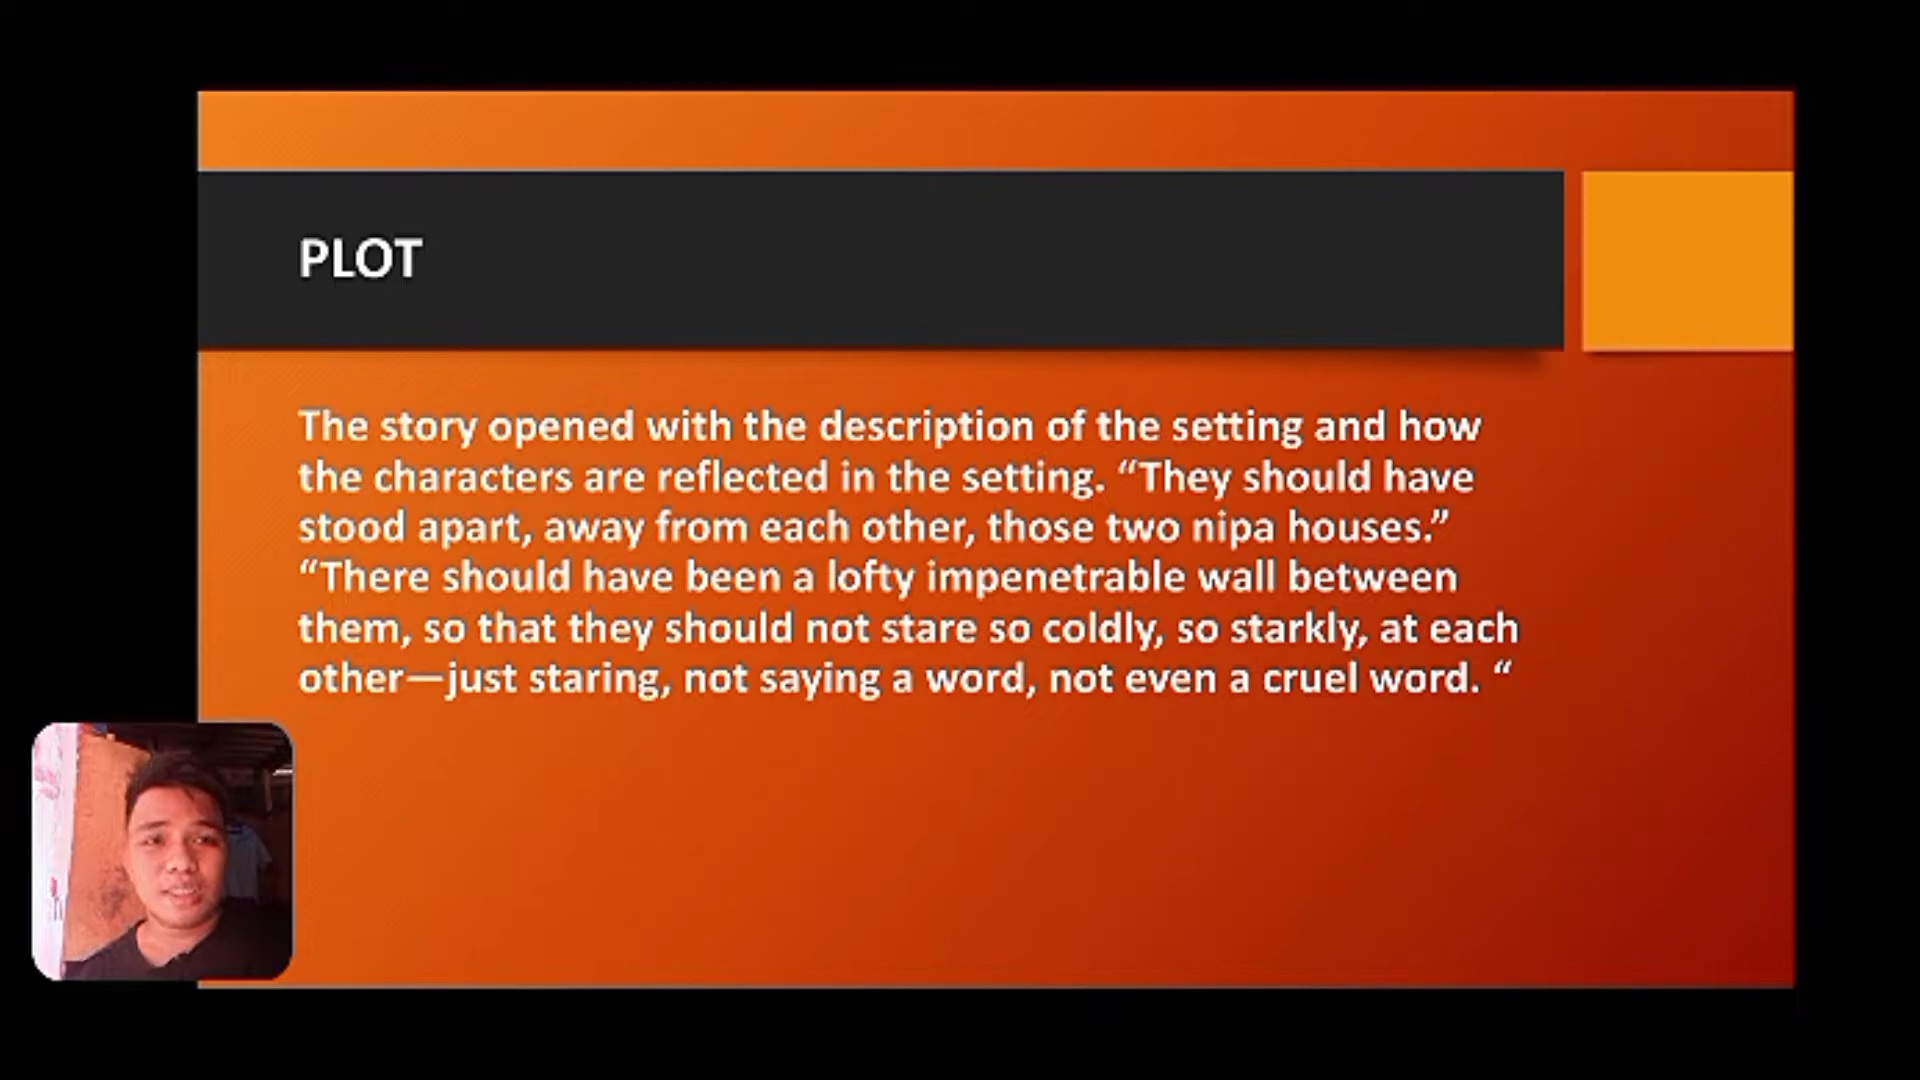 PLOT
The story opened with the description of the setting and how
the characters are reflected in the setting. “They should have
stood apart, away from each other, those two nipa houses.”
“There should have been a lofty impenetrable wall between
them, so that they should not stare so coldly, so starkly, at each
other—just staring, not saying a word, not even a cruel word. “